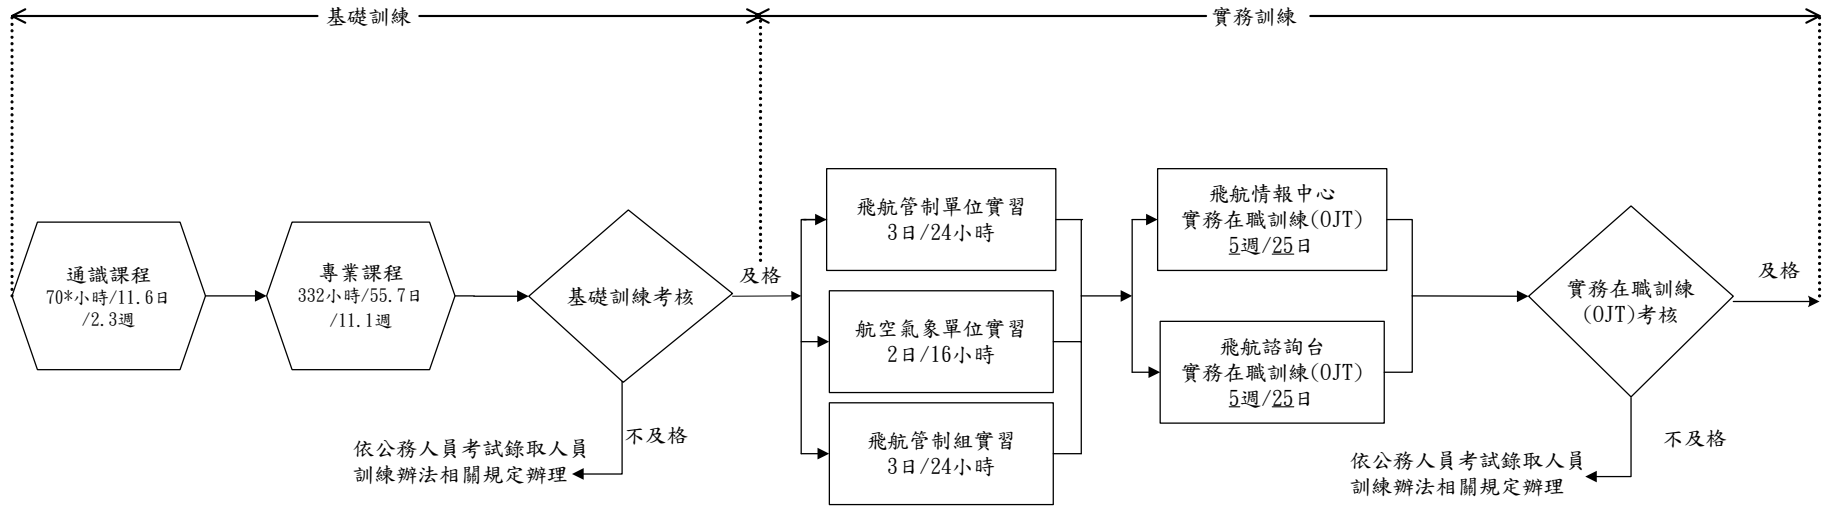 基礎訓練
實務訓練
通識課程
70*小時/11.6日
/2.3週
專業課程
332小時/55.7日
/11.1週
基礎訓練考核
及格
不及格
依公務人員考試錄取人員
訓練辦法相關規定辦理
飛航管制單位實習
3日/24小時
航空氣象單位實習
2日/16小時
飛航管制組實習
3日/24小時
飛航情報中心
實務在職訓練(OJT)
5週/25日
飛航諮詢台
實務在職訓練(OJT)
5週/25日
實務在職訓練
(OJT)考核
及格
不及格
依公務人員考試錄取人員
訓練辦法相關規定辦理